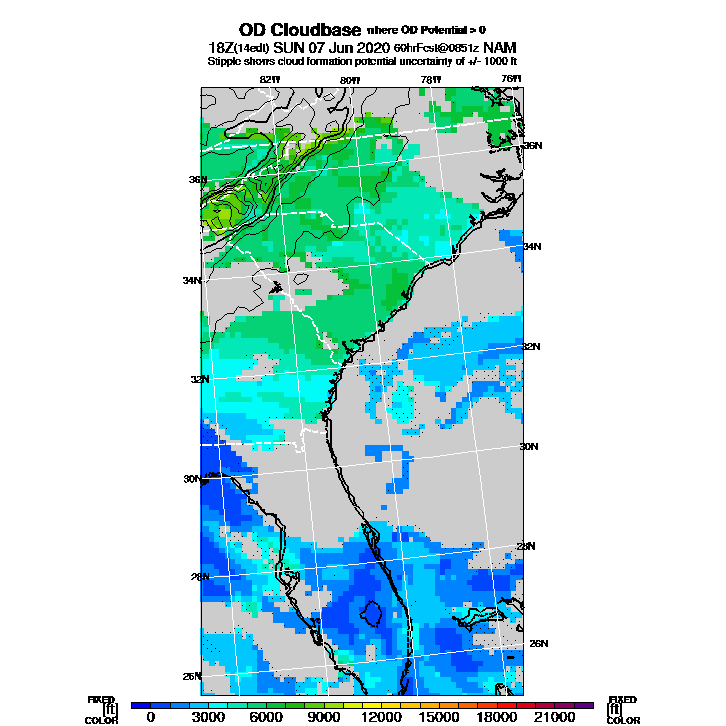 OD Cloudbase where OD Potential > 0
18Z(14edt) SUN 07 Jun 2020 60hrFcst@0851z NAM
Stipple shows cloud formation potential uncertainty of +/- 1000 ft
82W 80W 78W 76W
36N
36N
34N
34N
32N
32N
30N
30N
28N
28N
26N
26N
FIXED FIXED
[ft] [ft]
COLOR COLOR
0 3000 6000 9000 12000 15000 18000 21000